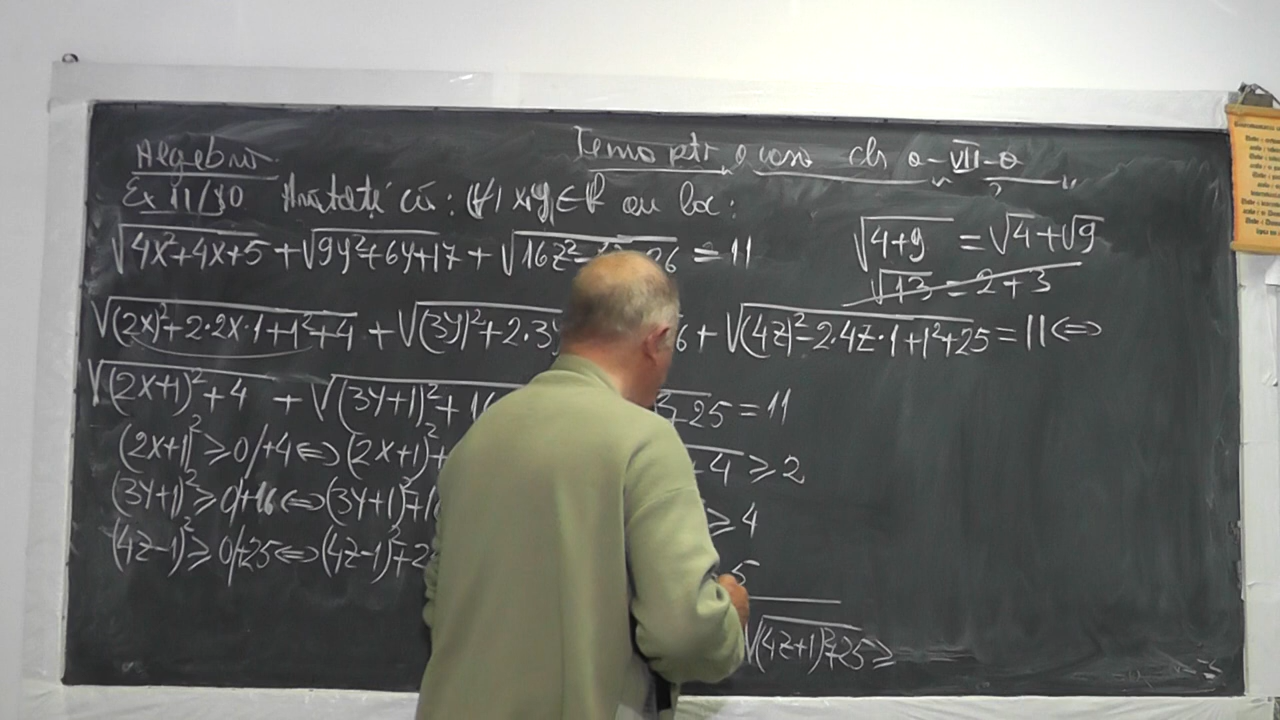 Algebră
Temă ptr. acasă cls a-VII-a
Ex 11/30 Arătați că: (∀) x,y ∈ R au loc:
√4x²+4x+5 + √9y²+6y+17 + √16z²- 26 = 11
√4+9 = √4+√9
√13 = 2+3
√(2x)²+2·2x·1+1²+4 + √(3y)²+2·3y 6 + √(4z)²-2·4z·1+1²+25 = 11 ⇔
√(2x+1)²+4 + √(3y+1)²+1 25 = 11
(2x+1)² ≥ 0 /+4 ⇔ (2x+1)²+ +4 ≥ 2
(3y+1)² ≥ 0/+16 ⇔ (3y+1)²+1 ≥ 4
(4z-1)² ≥ 0/+25 ⇔ (4z-1)²+2 5
√(4z+1)²+25 ≥